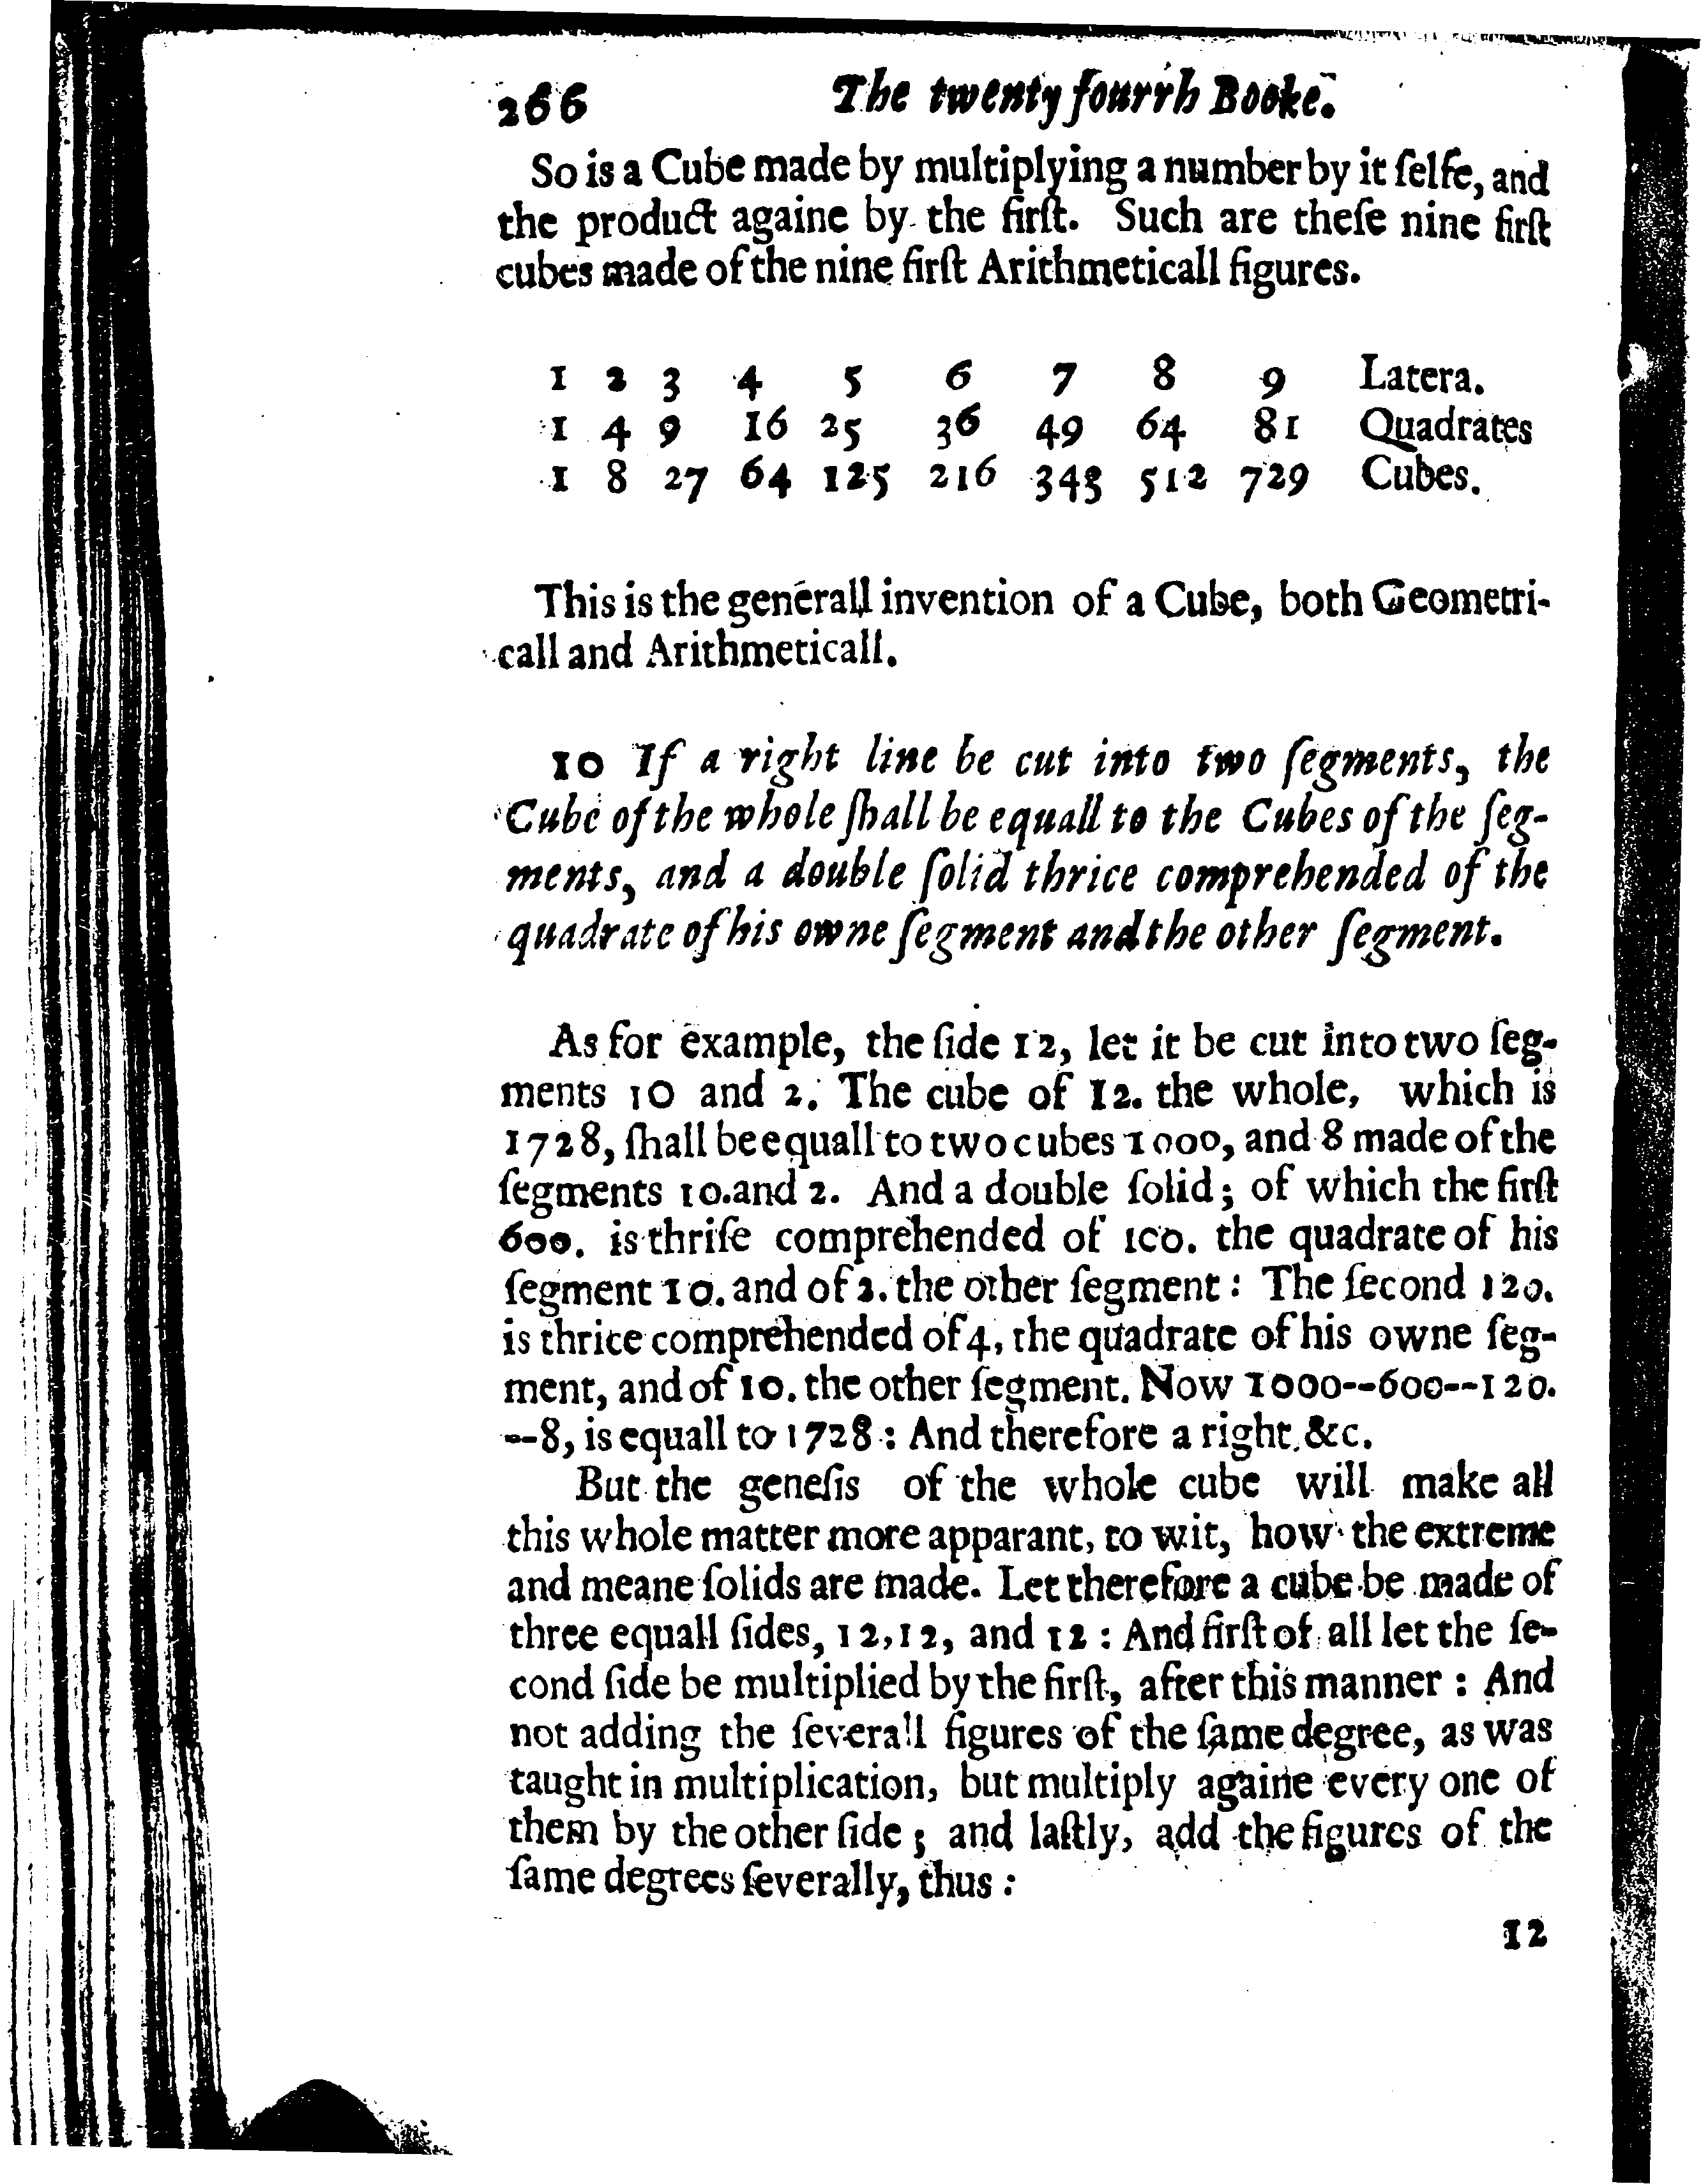 266 The twenty fourrh Booke.
So is a Cube made by multiplying a number by it ſelfe, and
the product againe by the firſt. Such are theſe nine firſt
cubes made of the nine firſt Arithmeticall figures.
1 2 3 4 5 6 7 8 9 Latera.
1 4 9 16 25 36 49 64 81 Quadrates
1 8 27 64 125 216 343 512 729 Cubes.
This is the generall invention of a Cube, both Geometri-
call and Arithmeticall.
10 If a right line be cut into two ſegments, the
Cube of the whole ſhall be equall to the Cubes of the ſeg-
ments, and a double ſolid thrice comprehended of the
quadrate of his owne ſegment and the other ſegment.
As for example, the ſide 12, let it be cut into two ſeg-
ments 10 and 2. The cube of 12. the whole, which is
1728, ſhall be equall to two cubes 1000, and 8 made of the
ſegments 10. and 2. And a double ſolid; of which the firſt
600. is thriſe comprehended of 100. the quadrate of his
ſegment 10. and of 2. the other ſegment: The ſecond 120.
is thrice comprehended of 4, the quadrate of his owne ſeg-
ment, and of 10. the other ſegment. Now 1000--600--120.
--8, is equall to 1728: And therefore a right. &c.
But the geneſis of the whole cube will make all
this whole matter more apparant, to wit, how the extreme
and meane ſolids are made. Let therefore a cube be made of
three equall ſides, 12, 12, and 12: And firſt of all let the ſe-
cond ſide be multiplied by the firſt, after this manner: And
not adding the ſeverall figures of the ſame degree, as was
taught in multiplication, but multiply againe every one of
them by the other ſide; and laſtly, add the figures of the
ſame degrees ſeverally, thus:
12